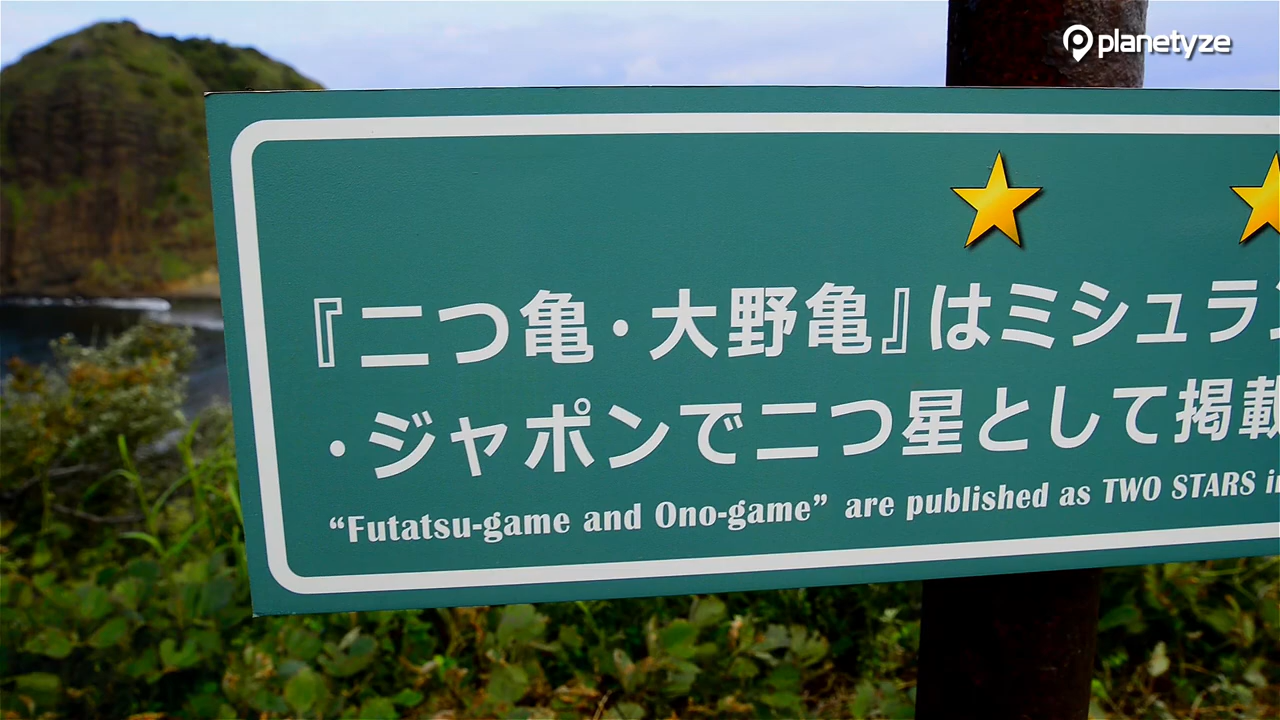 planetyze
『二つ亀・大野亀』はミシュラ
・ジャポンで二つ星として掲載
“Futatsu-game and Ono-game” are published as TWO STARS